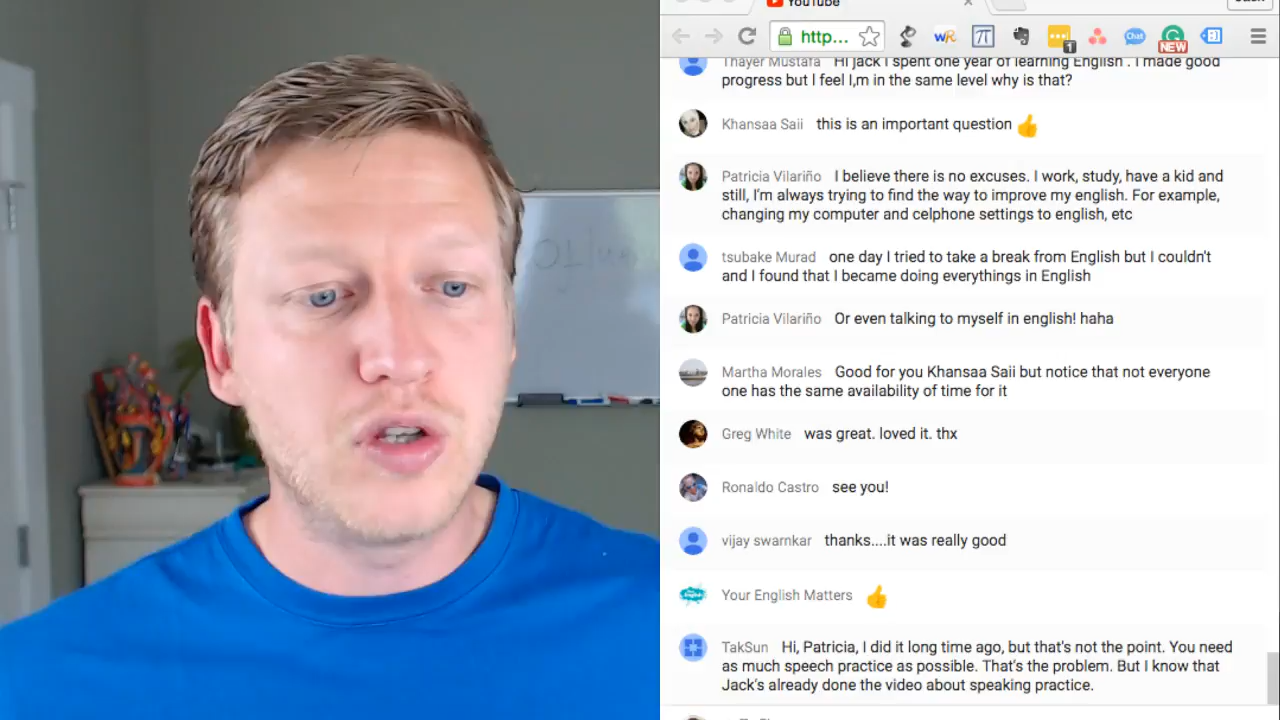 YouTube
http...
WR
π
1
Chat
NEW
Thayer Mustafa Hi jack I spent one year of learning English . I made good
progress but I feel I,m in the same level why is that?
Khansaa Saii this is an important question 👍
Patricia Vilariño I believe there is no excuses. I work, study, have a kid and
still, I'm always trying to find the way to improve my english. For example,
changing my computer and celphone settings to english, etc
tsubake Murad one day I tried to take a break from English but I couldn't
and I found that I became doing everythings in English
Patricia Vilariño Or even talking to myself in english! haha
Martha Morales Good for you Khansaa Saii but notice that not everyone
one has the same availability of time for it
Greg White was great. loved it. thx
Ronaldo Castro see you!
vijay swarnkar thanks....it was really good
Your English Matters 👍
TakSun Hi, Patricia, I did it long time ago, but that's not the point. You need
as much speech practice as possible. That's the problem. But I know that
Jack's already done the video about speaking practice.